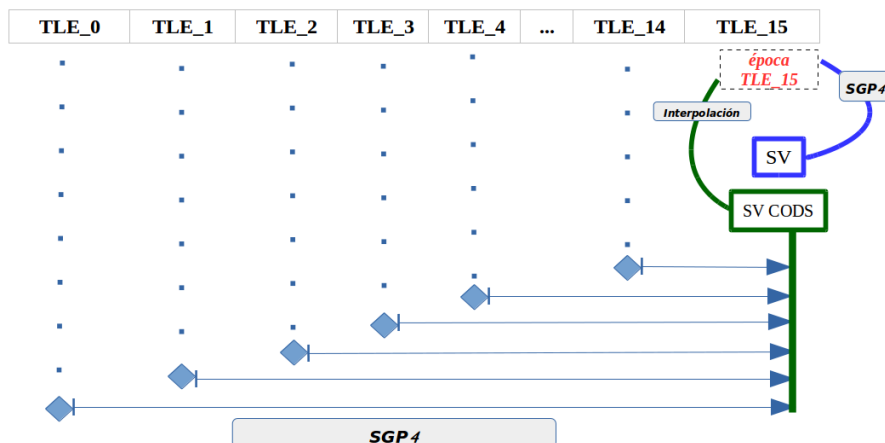 TLE_0 TLE_1 TLE_2 TLE_3 TLE_4 ... TLE_14 TLE_15
época
TLE_15
SGP4
Interpolación
SV
SV CODS
SGP4